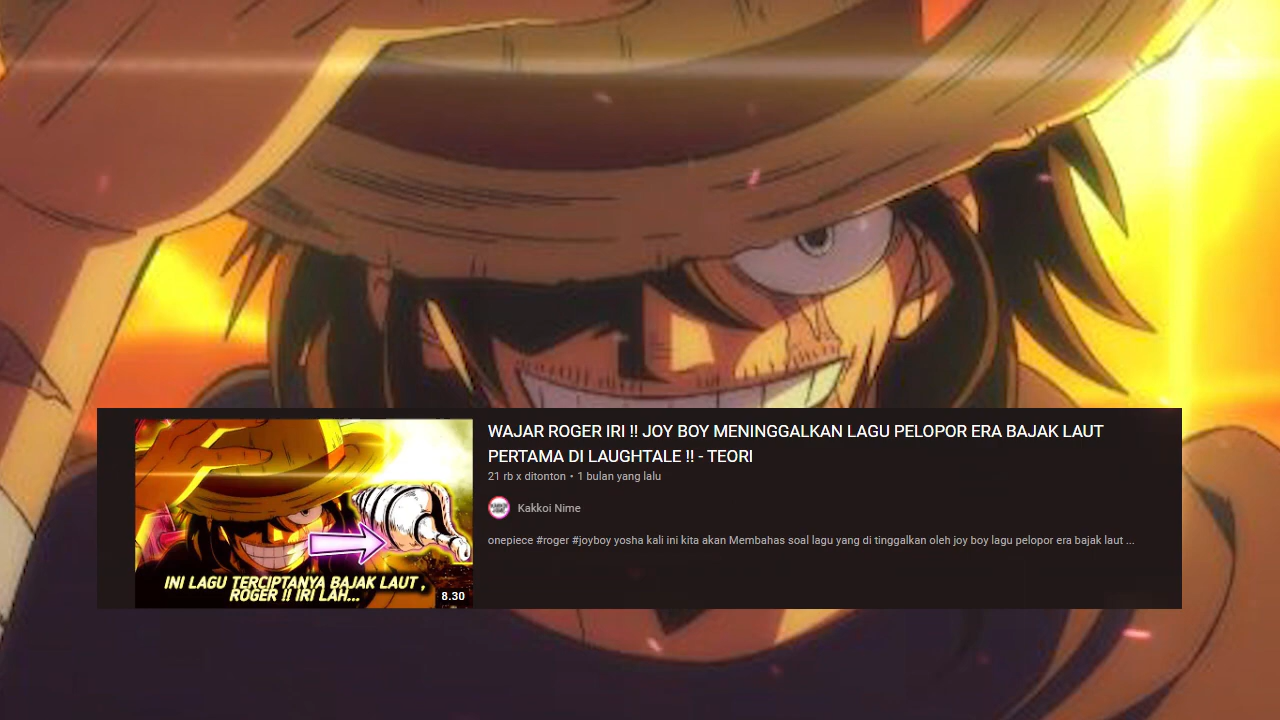 WAJAR ROGER IRI !! JOY BOY MENINGGALKAN LAGU PELOPOR ERA BAJAK LAUT
PERTAMA DI LAUGHTALE !! - TEORI
21 rb x ditonton • 1 bulan yang lalu
Kakkoi Nime
onepiece #roger #joyboy yosha kali ini kita akan Membahas soal lagu yang di tinggalkan oleh joy boy lagu pelopor era bajak laut ...
INI LAGU TERCIPTANYA BAJAK LAUT ,
ROGER !! IRI LAH...
8.30